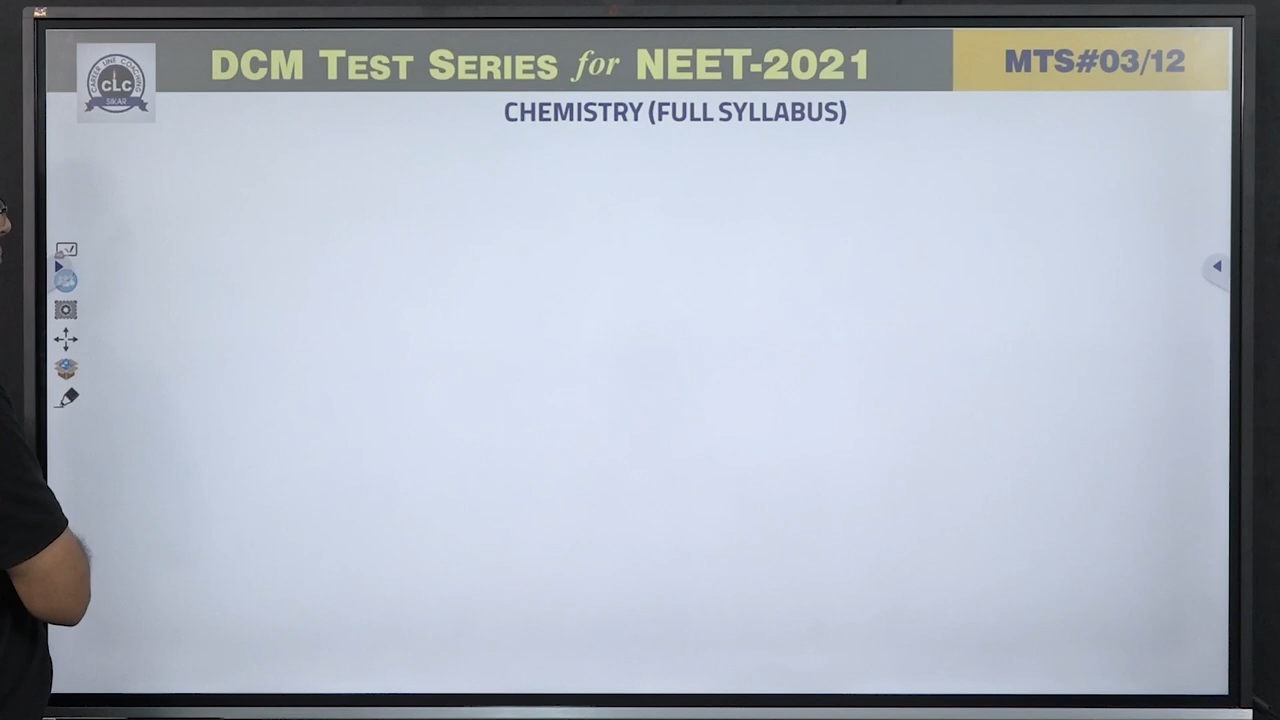 DCM TEST SERIES for NEET-2021
MTS#03/12
CAREER LINE COACHING
CLC
SIKAR
CHEMISTRY (FULL SYLLABUS)